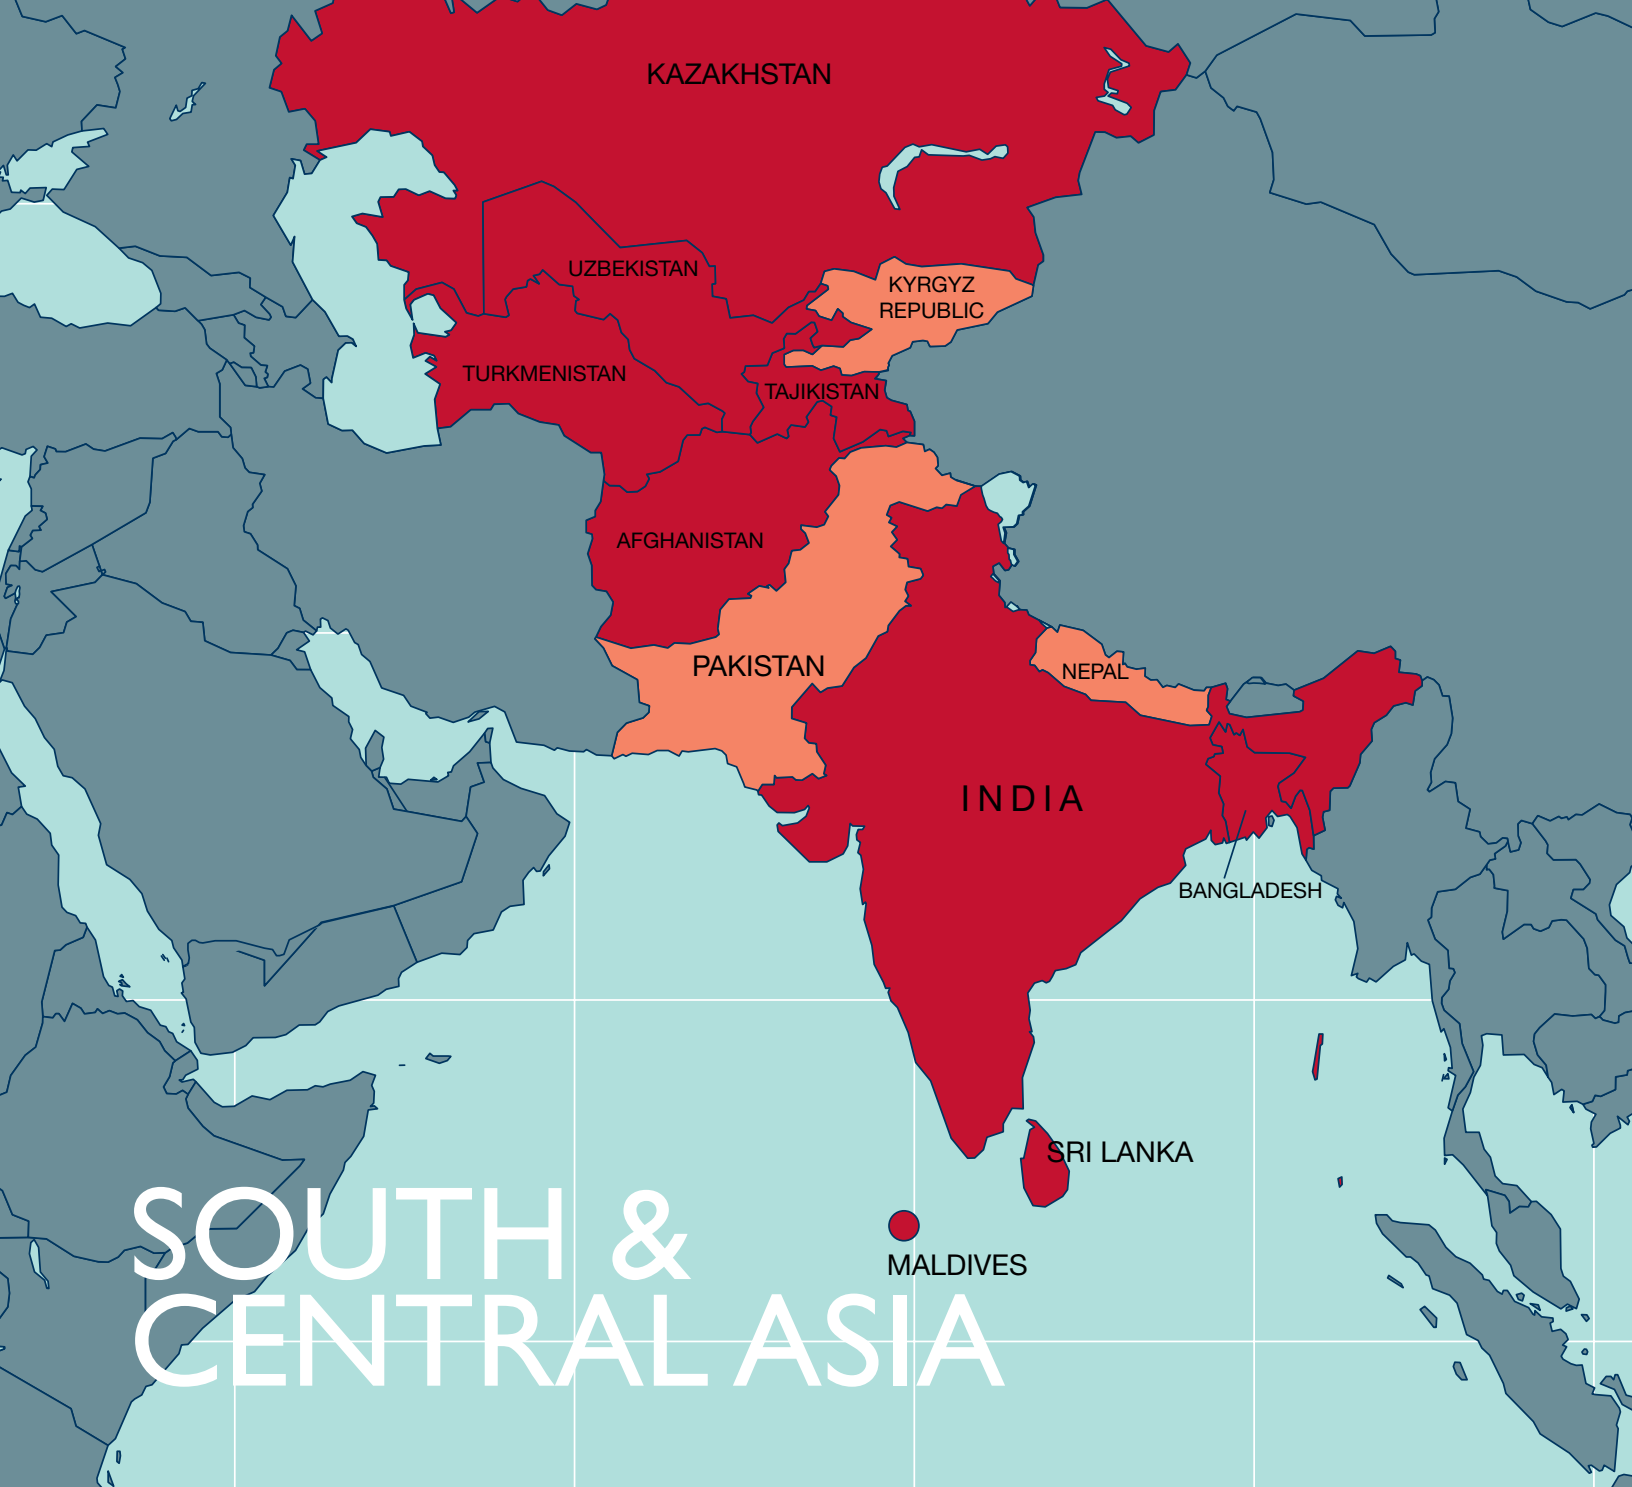 KAZAKHSTAN
UZBEKISTAN
KYRGYZ
REPUBLIC
TURKMENISTAN
TAJIKISTAN
AFGHANISTAN
PAKISTAN
NEPAL
INDIA
BANGLADESH
SRI LANKA
MALDIVES
SOUTH &
CENTRAL ASIA